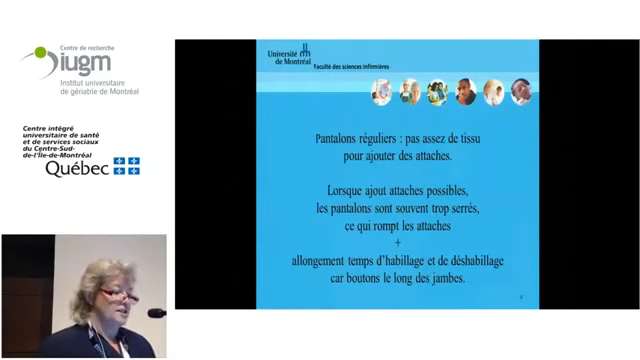 Centre de recherche
iugm
Institut universitaire
de gériatrie de Montréal
Centre intégré
universitaire de santé
et de services sociaux
du Centre-Sud-
de-l'Île-de-Montréal
Québec
Université
de Montréal
Faculté des sciences infirmières
Pantalons réguliers : pas assez de tissu
pour ajouter des attaches.
Lorsque ajout attaches possibles,
les pantalons sont souvent trop serrés,
ce qui rompt les attaches
+
allongement temps d'habillage et de déshabillage
car boutons le long des jambes.